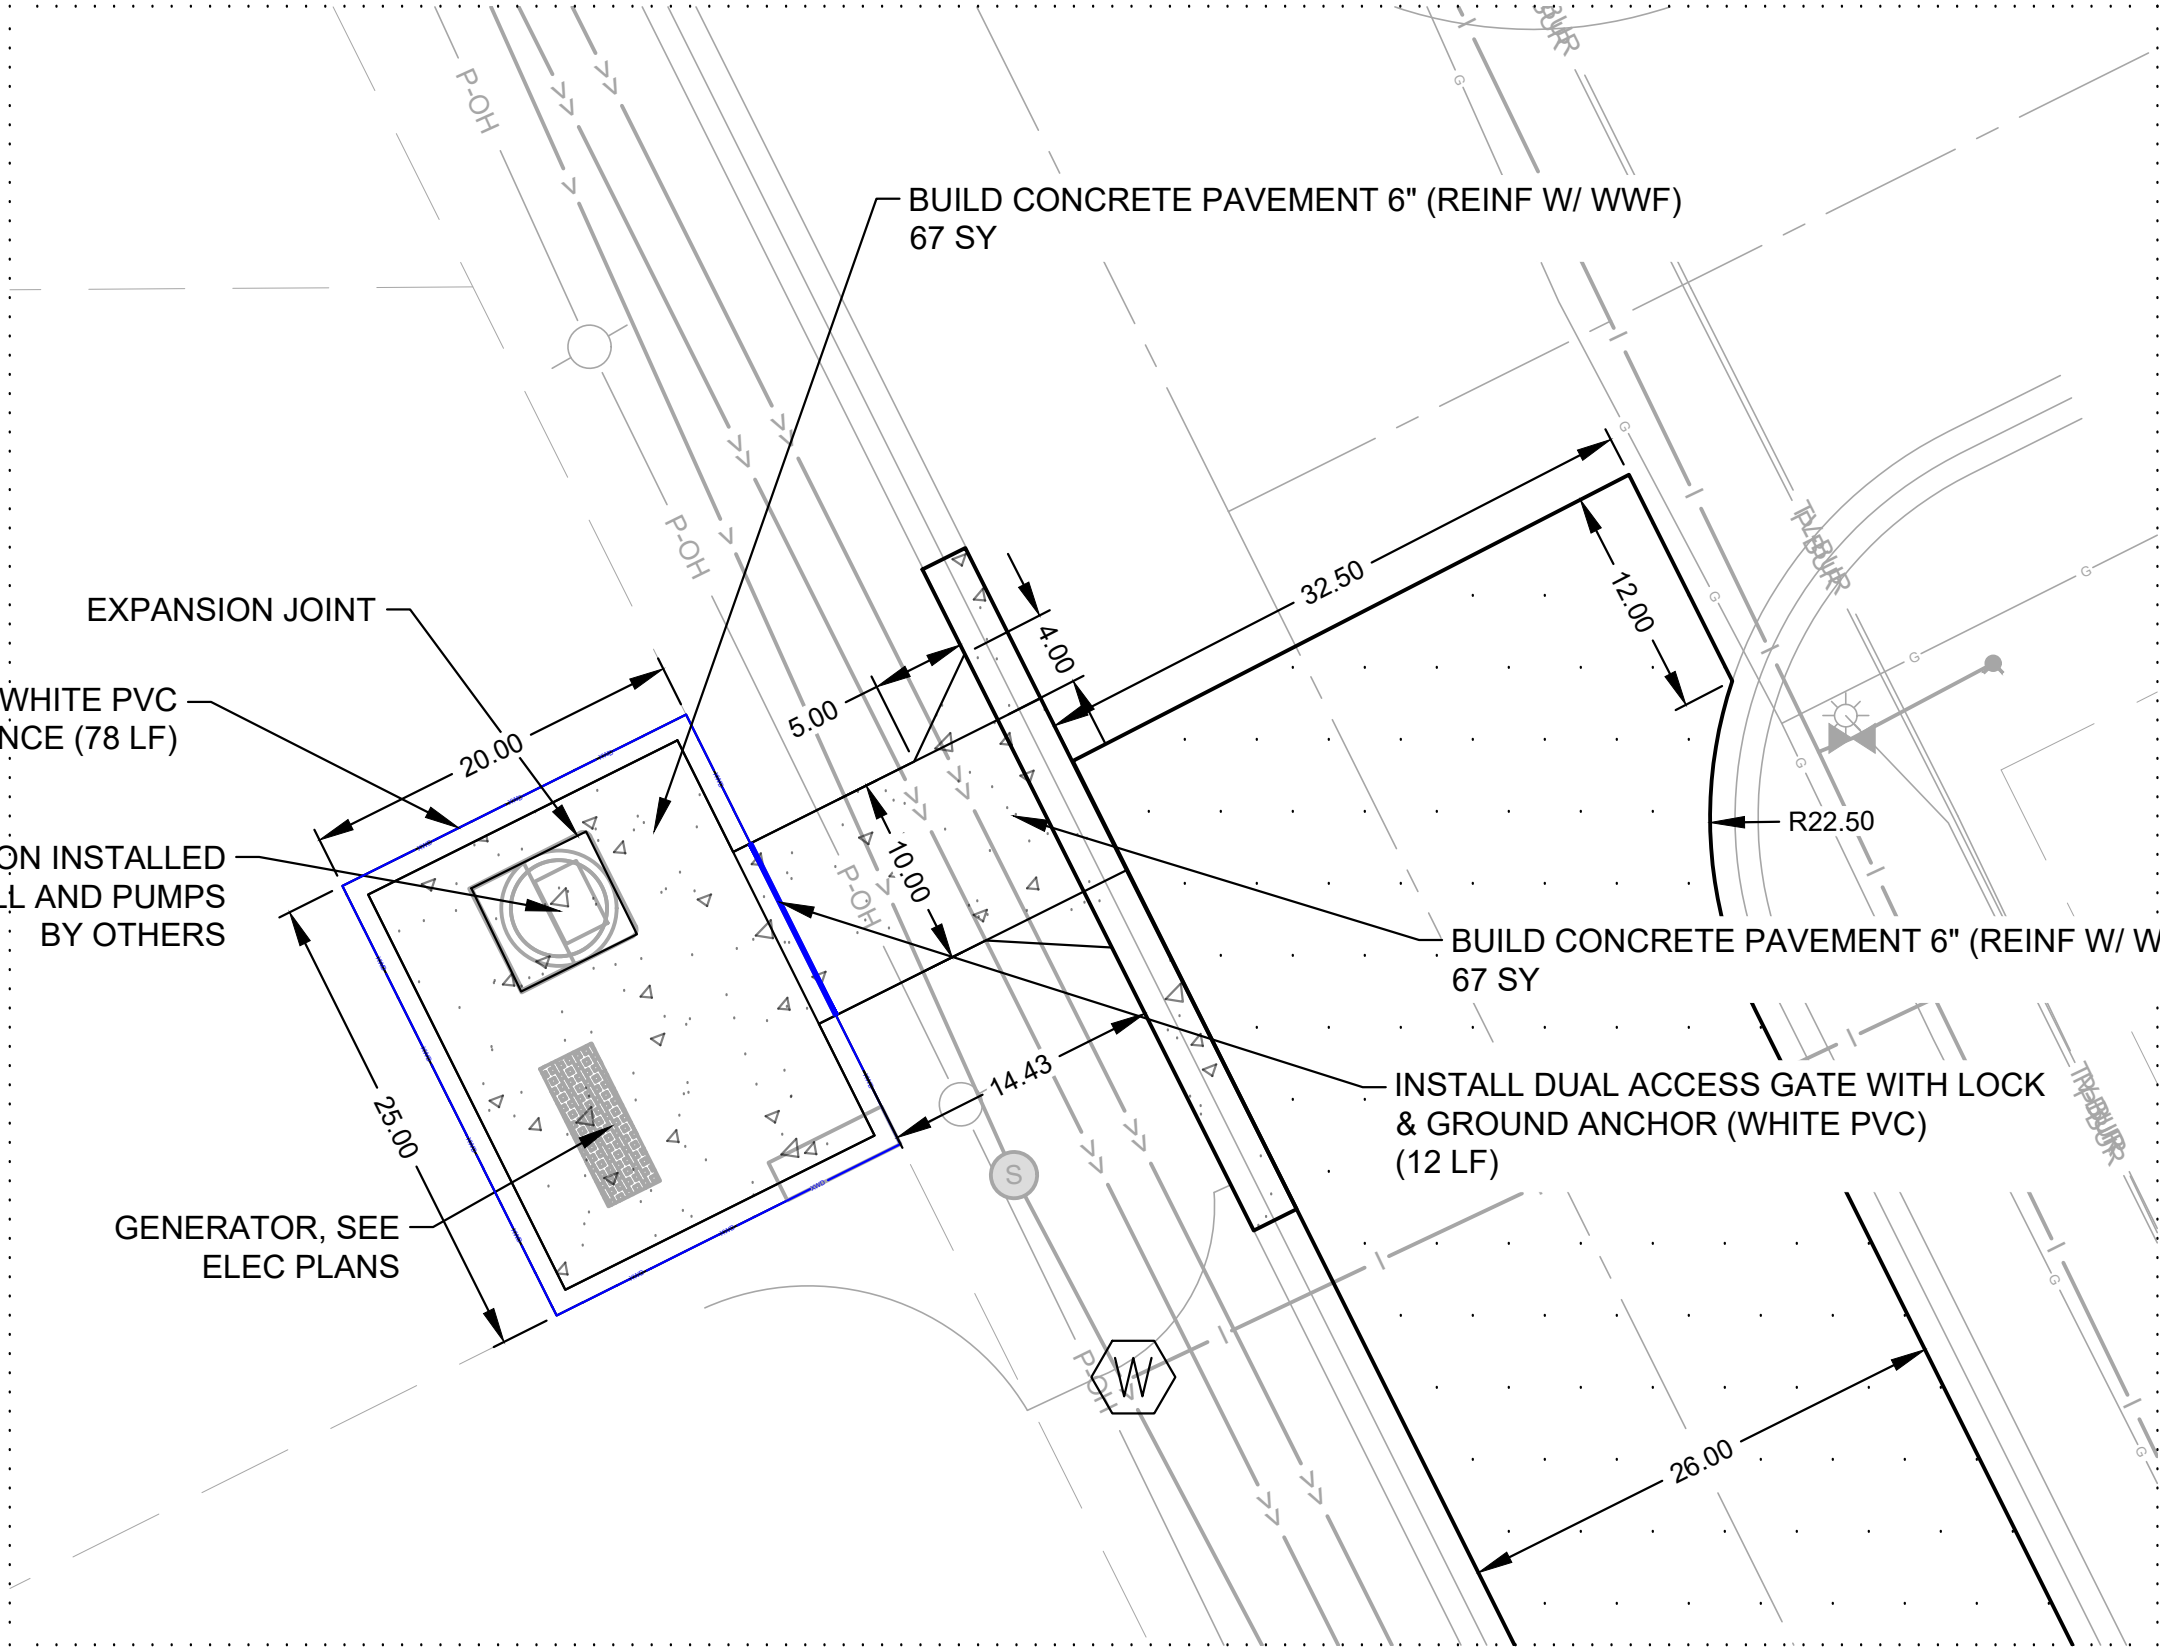 P-OH
BUILD CONCRETE PAVEMENT 6" (REINF W/ WWF)
67 SY
G
G
P-OH
EXPANSION JOINT
32.50
12.00
4.00
G
G
G
WHITE PVC
NCE (78 LF)
5.00
20.00
G
R22.50
ON INSTALLED
LL AND PUMPS
BY OTHERS
10.00
P-OH
BUILD CONCRETE PAVEMENT 6" (REINF W/ W
67 SY
14.43
25.00
INSTALL DUAL ACCESS GATE WITH LOCK
& GROUND ANCHOR (WHITE PVC)
(12 LF)
S
GENERATOR, SEE
ELEC PLANS
G
W
P-OH
26.00
G